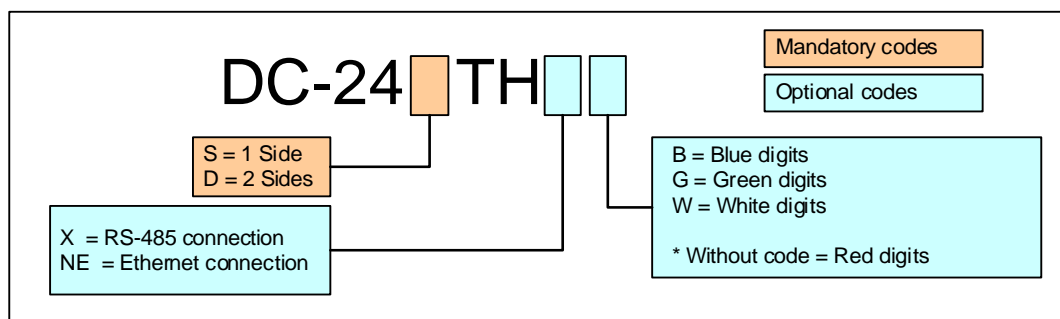 DC-24 TH
Mandatory codes
Optional codes
S = 1 Side
D = 2 Sides
X = RS-485 connection
NE = Ethernet connection
B = Blue digits
G = Green digits
W = White digits
* Without code = Red digits